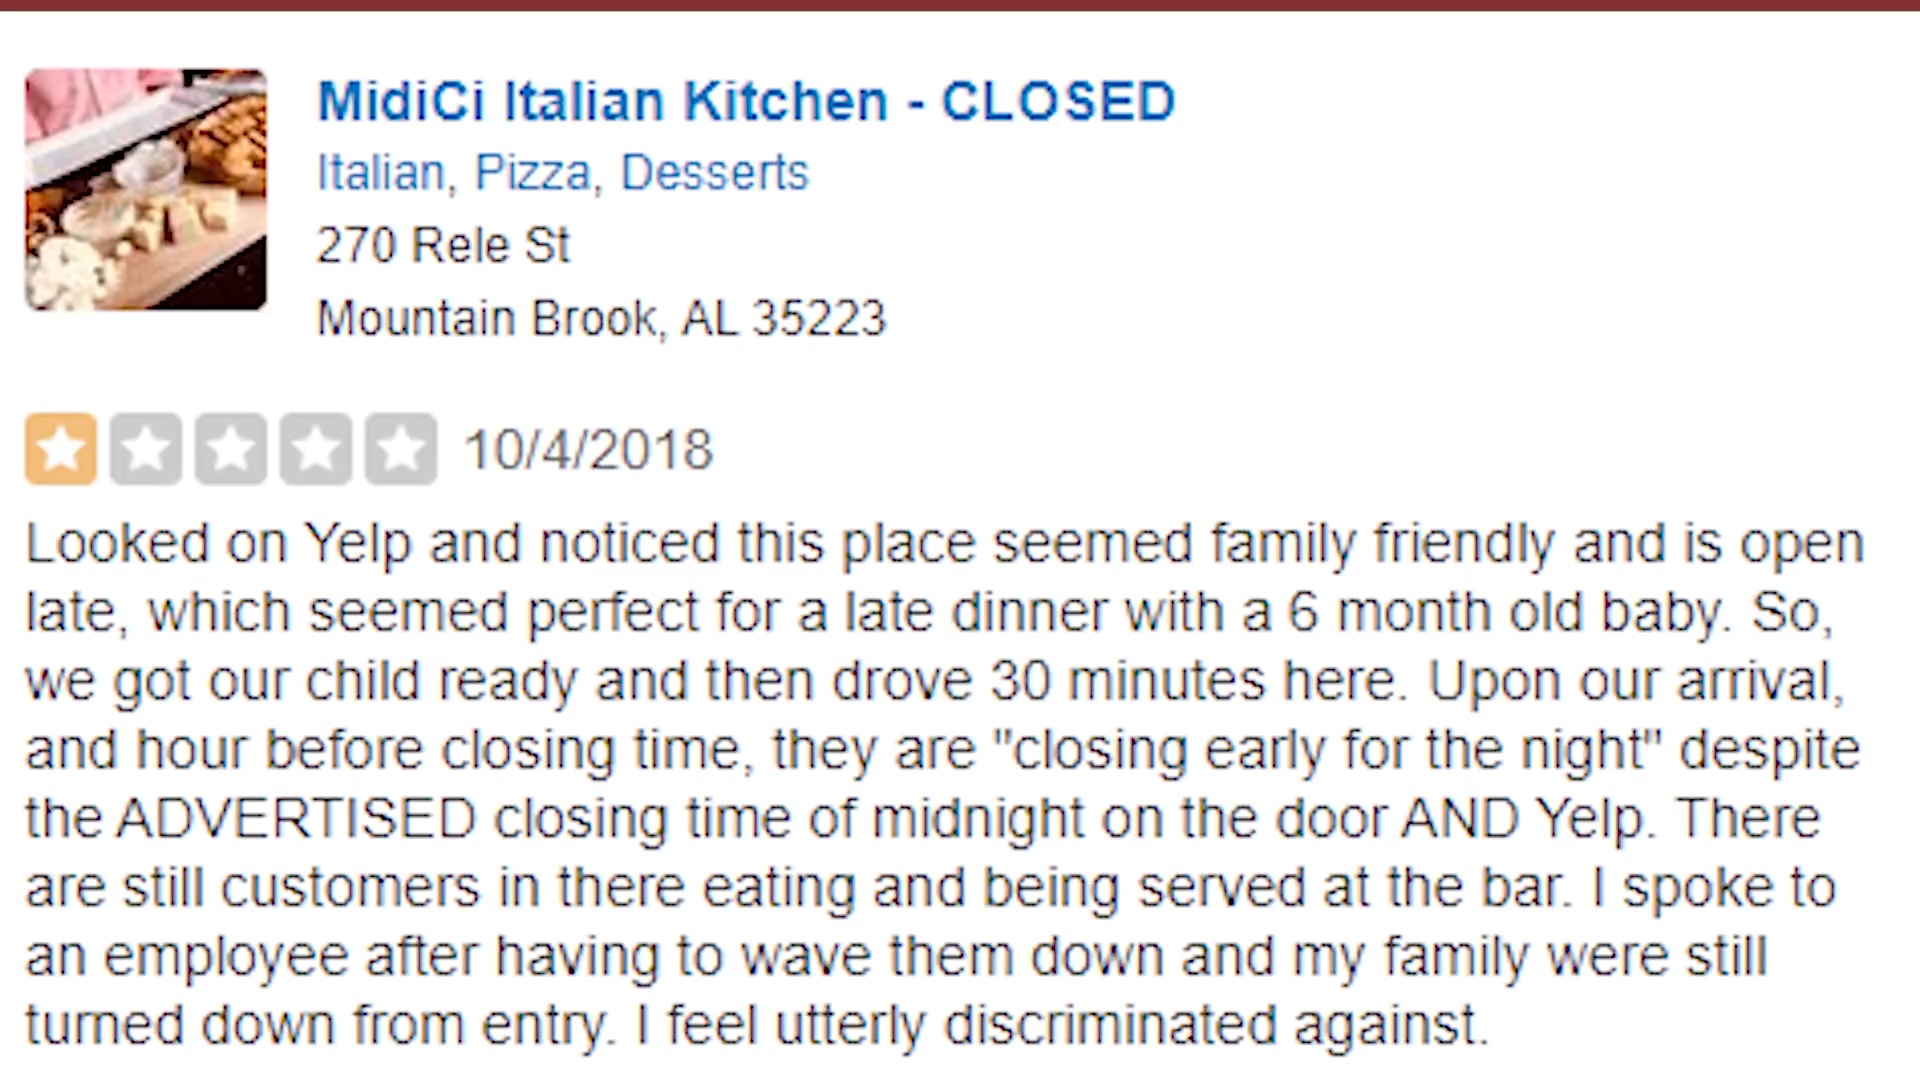 MidiCi Italian Kitchen - CLOSED
Italian, Pizza, Desserts
270 Rele St
Mountain Brook, AL 35223
10/4/2018
Looked on Yelp and noticed this place seemed family friendly and is open
late, which seemed perfect for a late dinner with a 6 month old baby. So,
we got our child ready and then drove 30 minutes here. Upon our arrival,
and hour before closing time, they are "closing early for the night" despite
the ADVERTISED closing time of midnight on the door AND Yelp. There
are still customers in there eating and being served at the bar. I spoke to
an employee after having to wave them down and my family were still
turned down from entry. I feel utterly discriminated against.